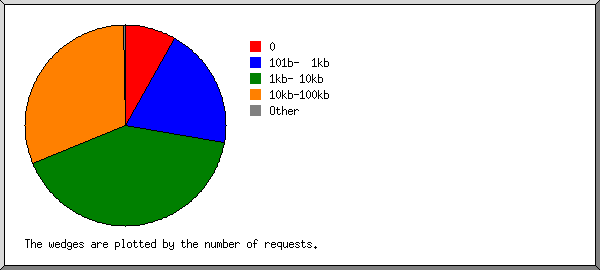 0
101b-  1kb
1kb- 10kb
10kb-100kb
Other
The wedges are plotted by the number of requests.